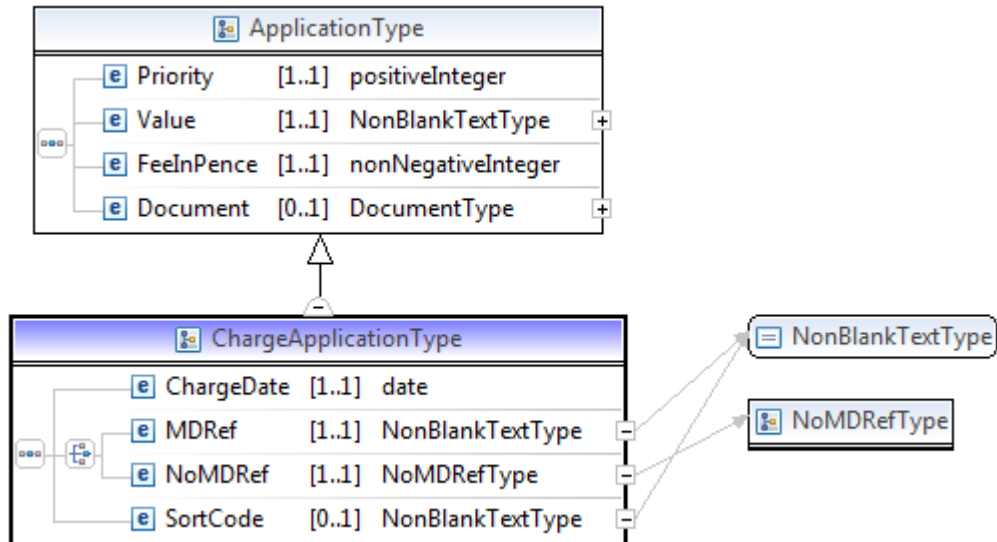 ApplicationType
e Priority [1..1] positiveInteger
e Value [1..1] NonBlankTextType
e FeeInPence [1..1] nonNegativeInteger
e Document [0..1] DocumentType
ChargeApplicationType
e ChargeDate [1..1] date
e MDRef [1..1] NonBlankTextType
e NoMDRef [1..1] NoMDRefType
e SortCode [0..1] NonBlankTextType
NonBlankTextType
NoMDRefType